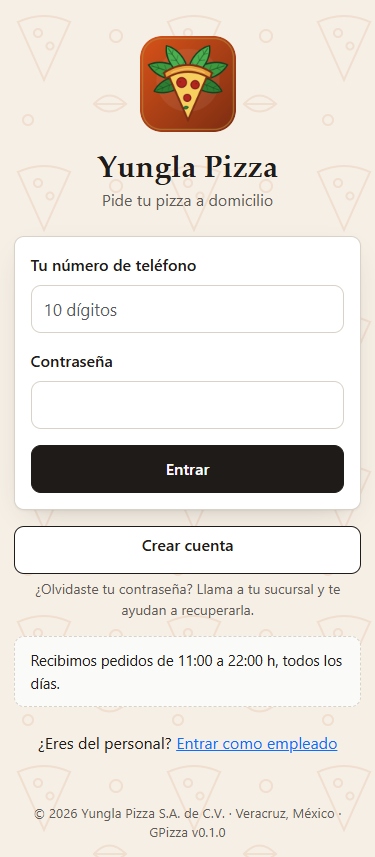 Yungla Pizza
Pide tu pizza a domicilio
Tu número de teléfono
10 dígitos
Contraseña
Entrar
Crear cuenta
¿Olvidaste tu contraseña? Llama a tu sucursal y te
ayudan a recuperarla.
Recibimos pedidos de 11:00 a 22:00 h, todos los
días.
¿Eres del personal? Entrar como empleado
© 2026 Yungla Pizza S.A. de C.V. · Veracruz, México ·
GPizza v0.1.0